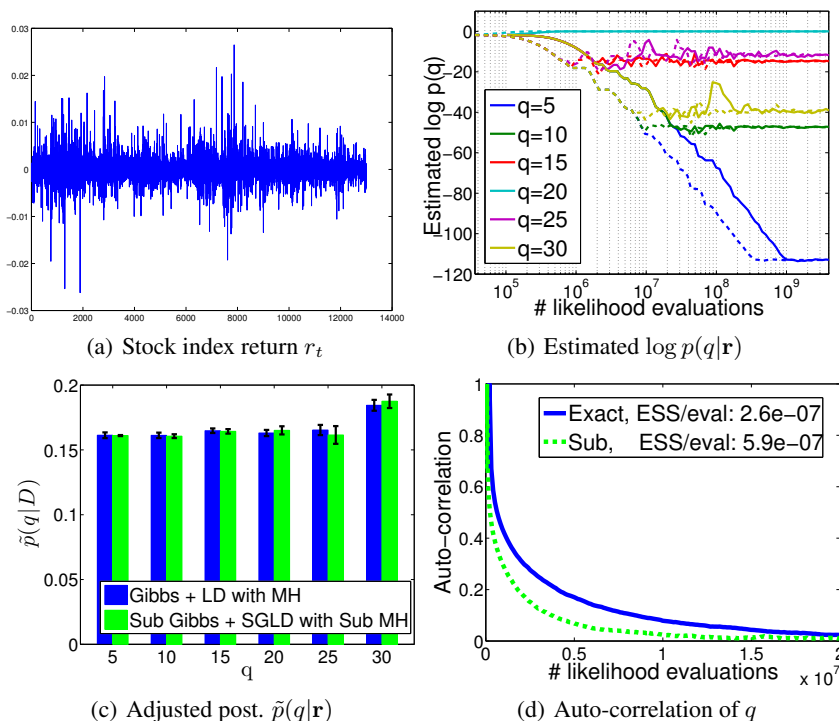 0.03
0.02
0.01
0
−0.01
−0.02
−0.03
0 2000 4000 6000 8000 10000 12000 14000
(a) Stock index return r_t
Estimated log p(q)
0
−20
−40
−60
−80
−100
−120
q=5
q=10
q=15
q=20
q=25
q=30
10^5 10^6 10^7 10^8 10^9
# likelihood evaluations
(b) Estimated log p(q|r)
p̃(q|D)
0.2
0.15
0.1
0.05
0
Gibbs + LD with MH
Sub Gibbs + SGLD with Sub MH
5 10 15 20 25 30
q
(c) Adjusted post. p̃(q|r)
Auto-correlation
1
0.8
0.6
0.4
0.2
0
Exact, ESS/eval: 2.6e-07
Sub, ESS/eval: 5.9e-07
0 0.5 1 1.5 2
# likelihood evaluations x 10^7
(d) Auto-correlation of q